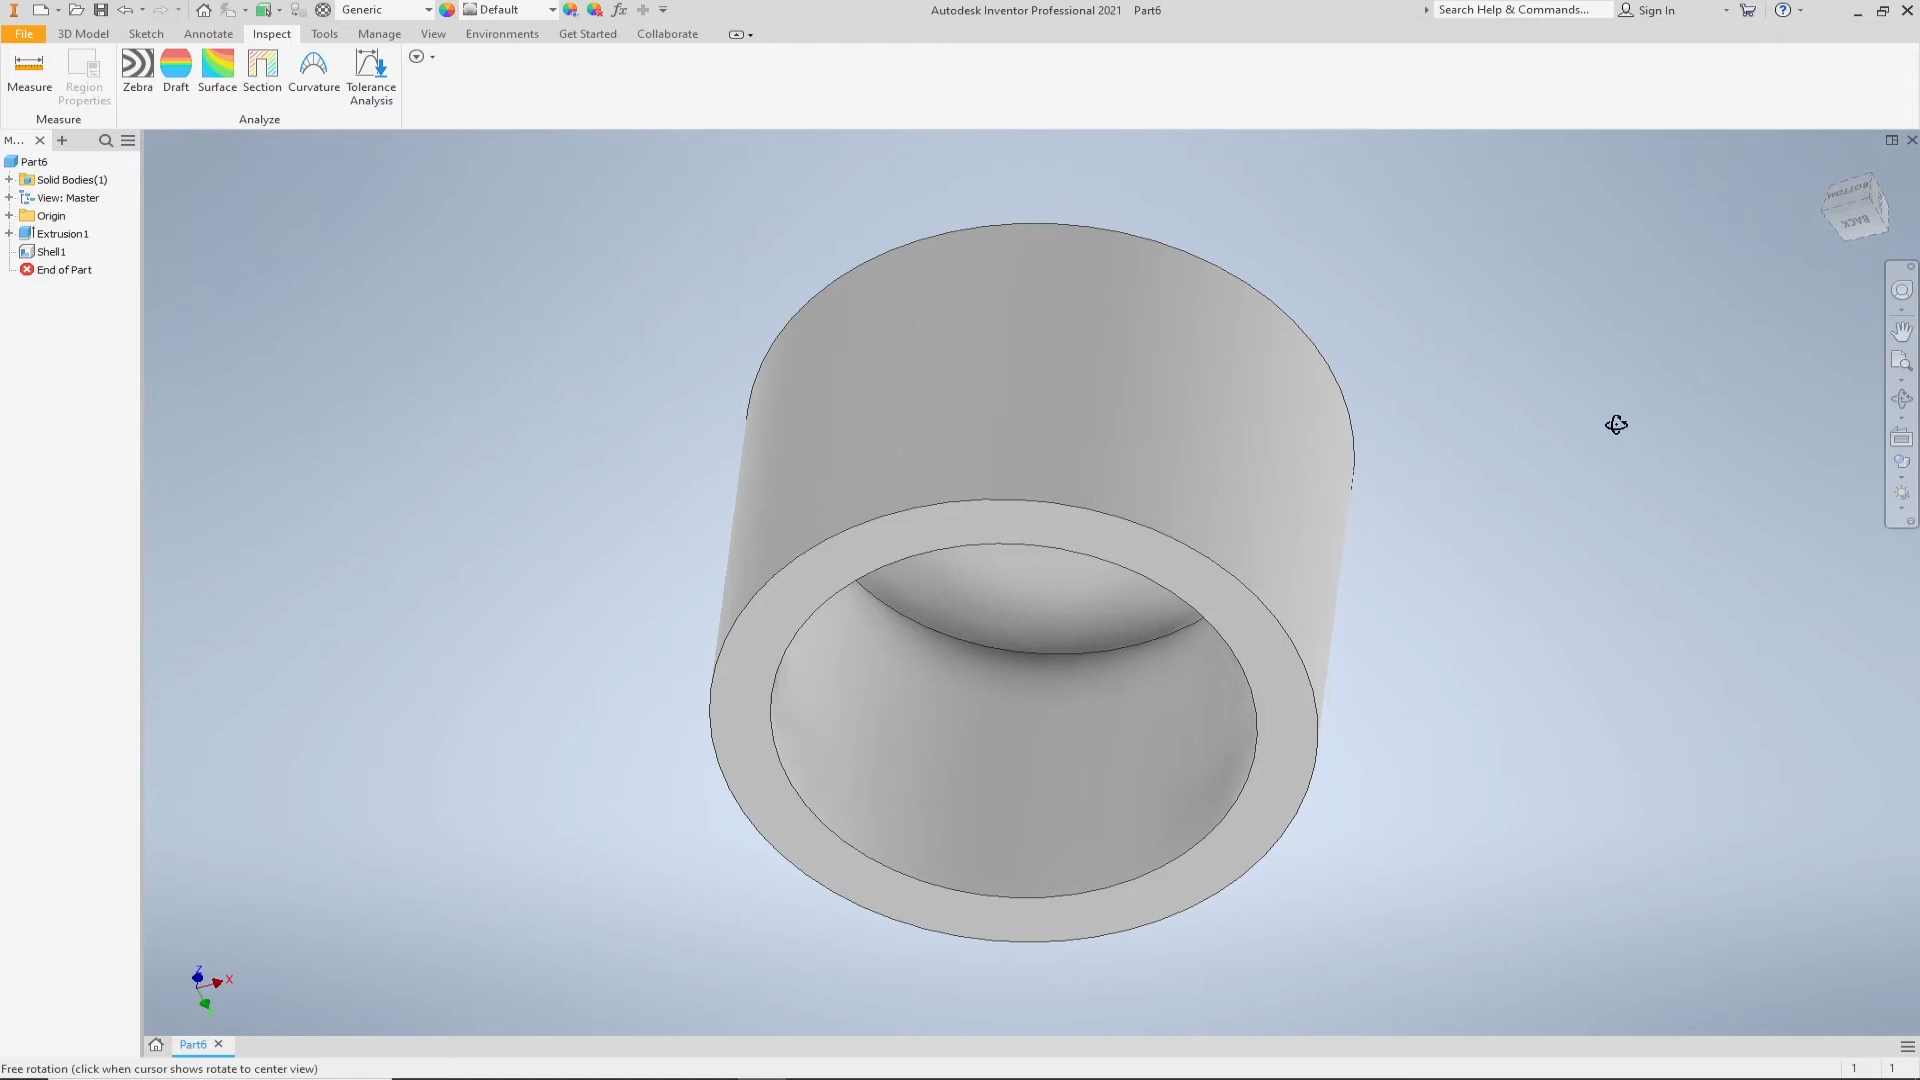 Generic
Default
Autodesk Inventor Professional 2021 Part6
Search Help & Commands...
Sign In
File 3D Model Sketch Annotate Inspect Tools Manage View Environments Get Started Collaborate
Measure
Region Properties
Zebra
Draft
Surface
Section
Curvature
Tolerance Analysis
Measure
Analyze
M...
Part6
Solid Bodies(1)
View: Master
Origin
Extrusion1
Shell1
End of Part
BOTTOM
BACK
Z
X
Part6
Free rotation (click when cursor shows rotate to center view)
1 1